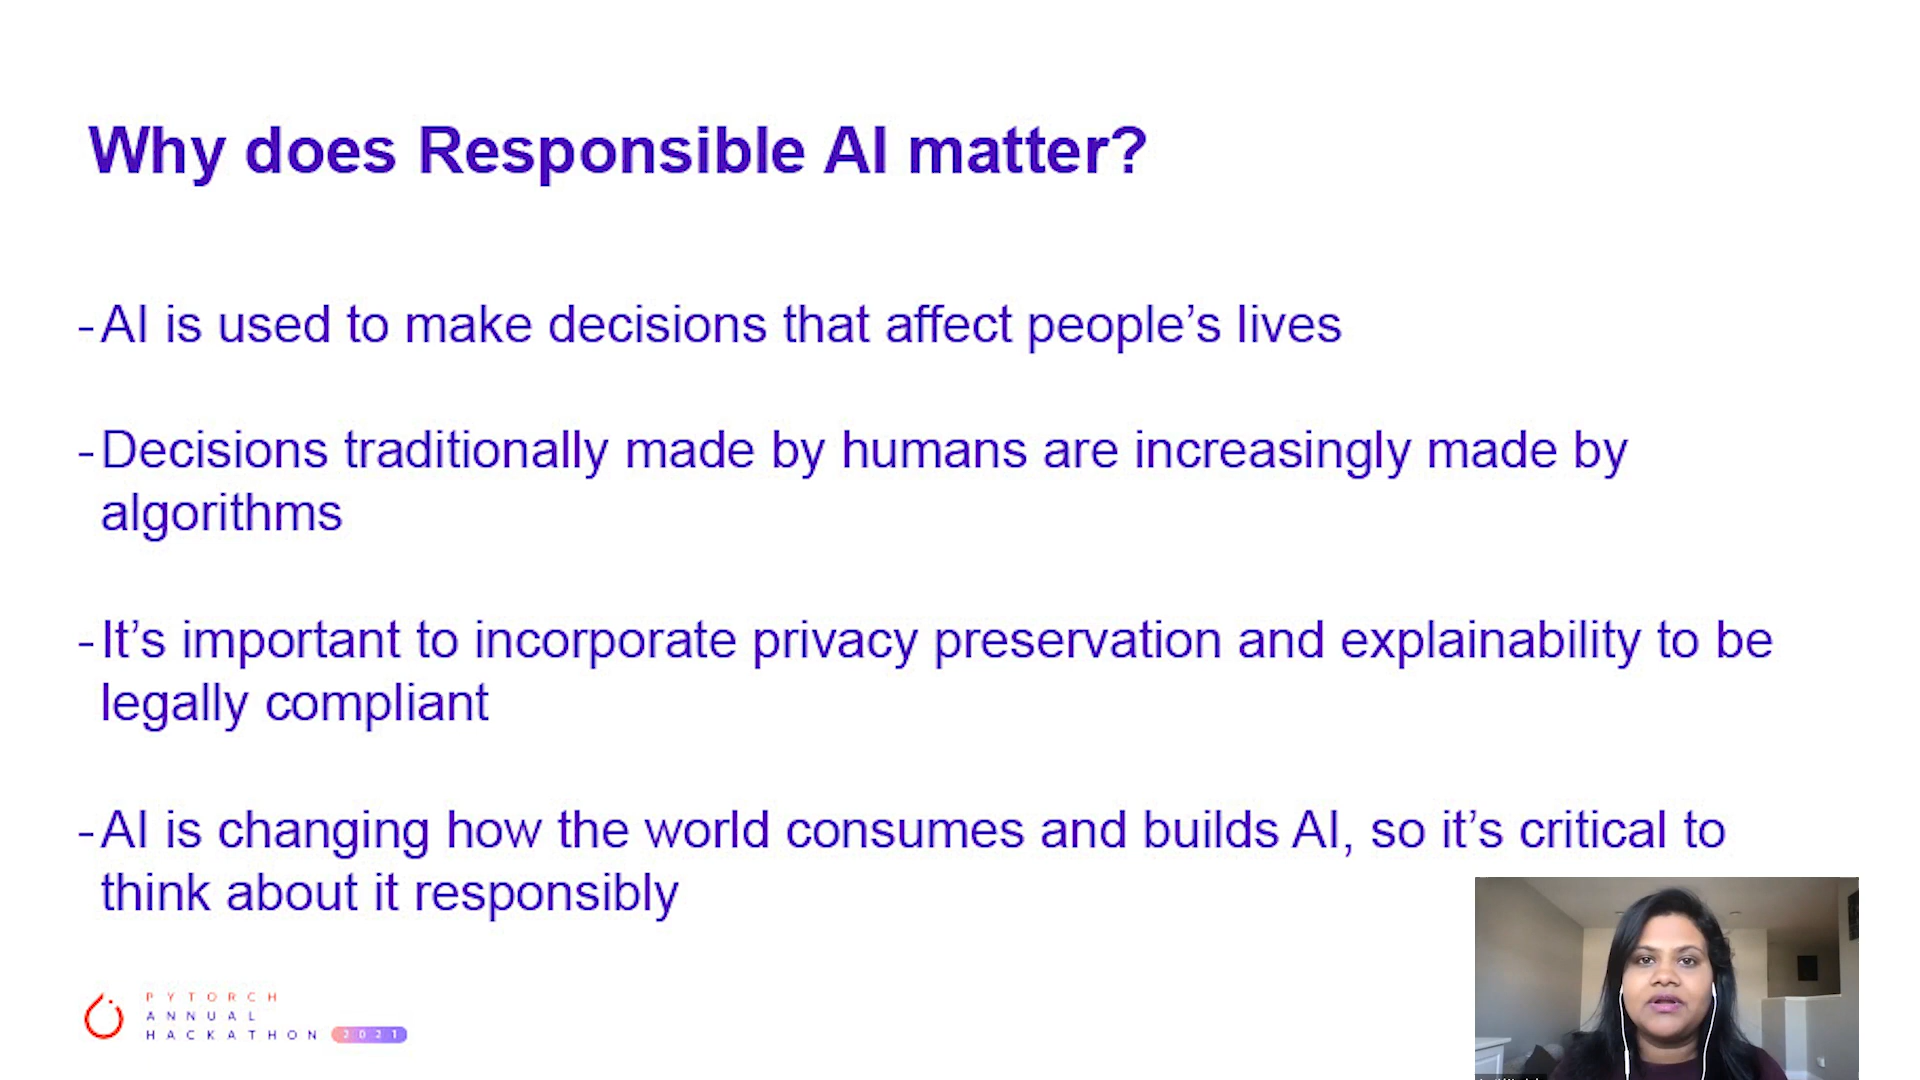 Why does Responsible AI matter?
-AI is used to make decisions that affect people’s lives
-Decisions traditionally made by humans are increasingly made by
algorithms
-It’s important to incorporate privacy preservation and explainability to be
legally compliant
-AI is changing how the world consumes and builds AI, so it’s critical to
think about it responsibly
PYTORCH
ANNUAL
HACKATHON 2021